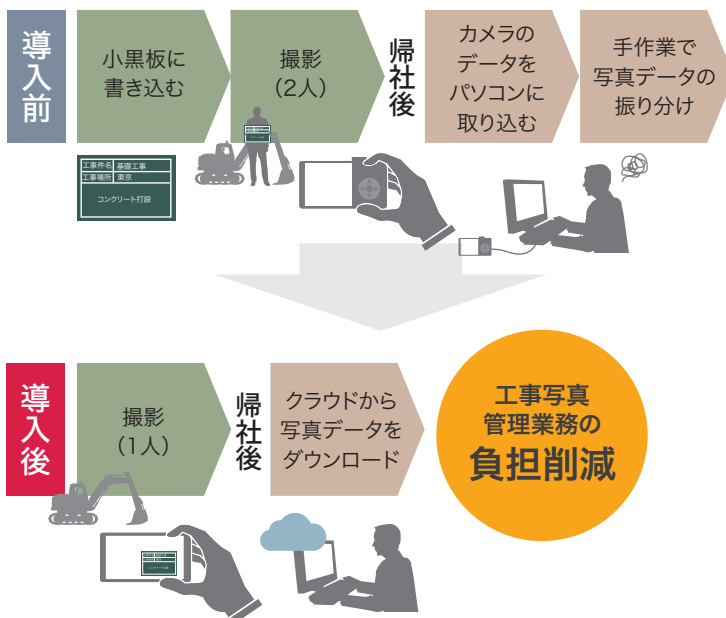 導入前
小黒板に
書き込む
撮影
（2人）
帰社後
カメラの
データを
パソコンに
取り込む
手作業で
写真データの
振り分け
工事件名 基礎工事
工事場所 東京
コンクリート打設
導入後
撮影
（1人）
帰社後
クラウドから
写真データを
ダウンロード
工事写真
管理業務の
負担削減